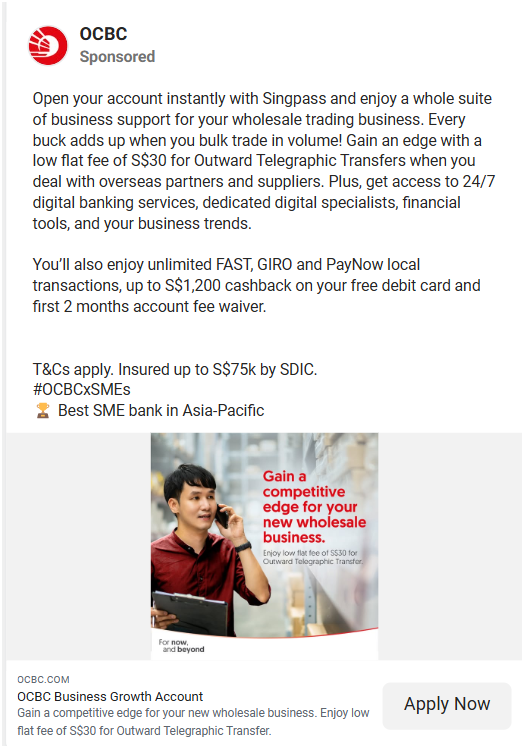 OCBC
Sponsored
Open your account instantly with Singpass and enjoy a whole suite
of business support for your wholesale trading business. Every
buck adds up when you bulk trade in volume! Gain an edge with a
low flat fee of S$30 for Outward Telegraphic Transfers when you
deal with overseas partners and suppliers. Plus, get access to 24/7
digital banking services, dedicated digital specialists, financial
tools, and your business trends.
You’ll also enjoy unlimited FAST, GIRO and PayNow local
transactions, up to S$1,200 cashback on your free debit card and
first 2 months account fee waiver.
T&Cs apply. Insured up to S$75k by SDIC.
#OCBCxSMEs
🏆 Best SME bank in Asia-Pacific
Gain a
competitive
edge for your
new wholesale
business.
Enjoy low flat fee of S$30 for
Outward Telegraphic Transfer.
For now,
and beyond
OCBC.COM
OCBC Business Growth Account
Gain a competitive edge for your new wholesale business. Enjoy low
flat fee of S$30 for Outward Telegraphic Transfer.
Apply Now